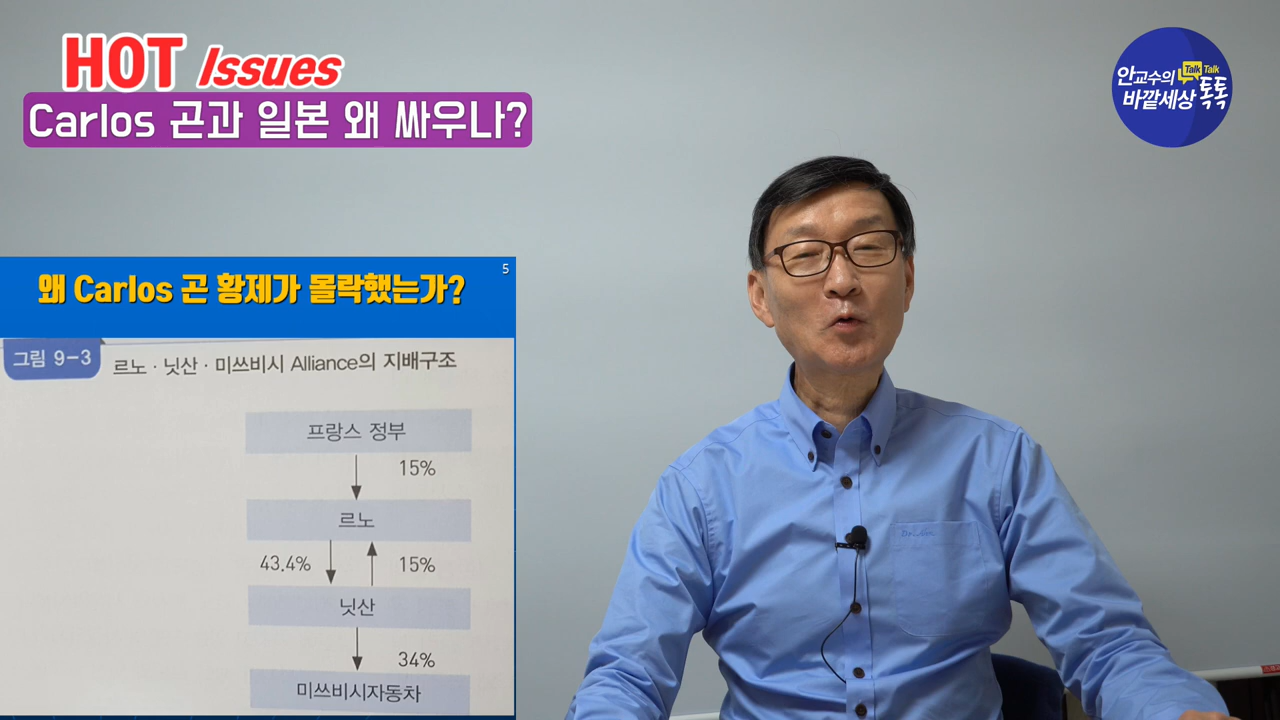 HOT Issues
Carlos 곤과 일본 왜 싸우나?
안교수의
바깥세상
Talk Talk
톡톡
왜 Carlos 곤 황제가 몰락했는가?
5
그림 9-3
르노 · 닛산 · 미쓰비시 Alliance의 지배구조
프랑스 정부
15%
르노
43.4%
15%
닛산
34%
미쓰비시자동차